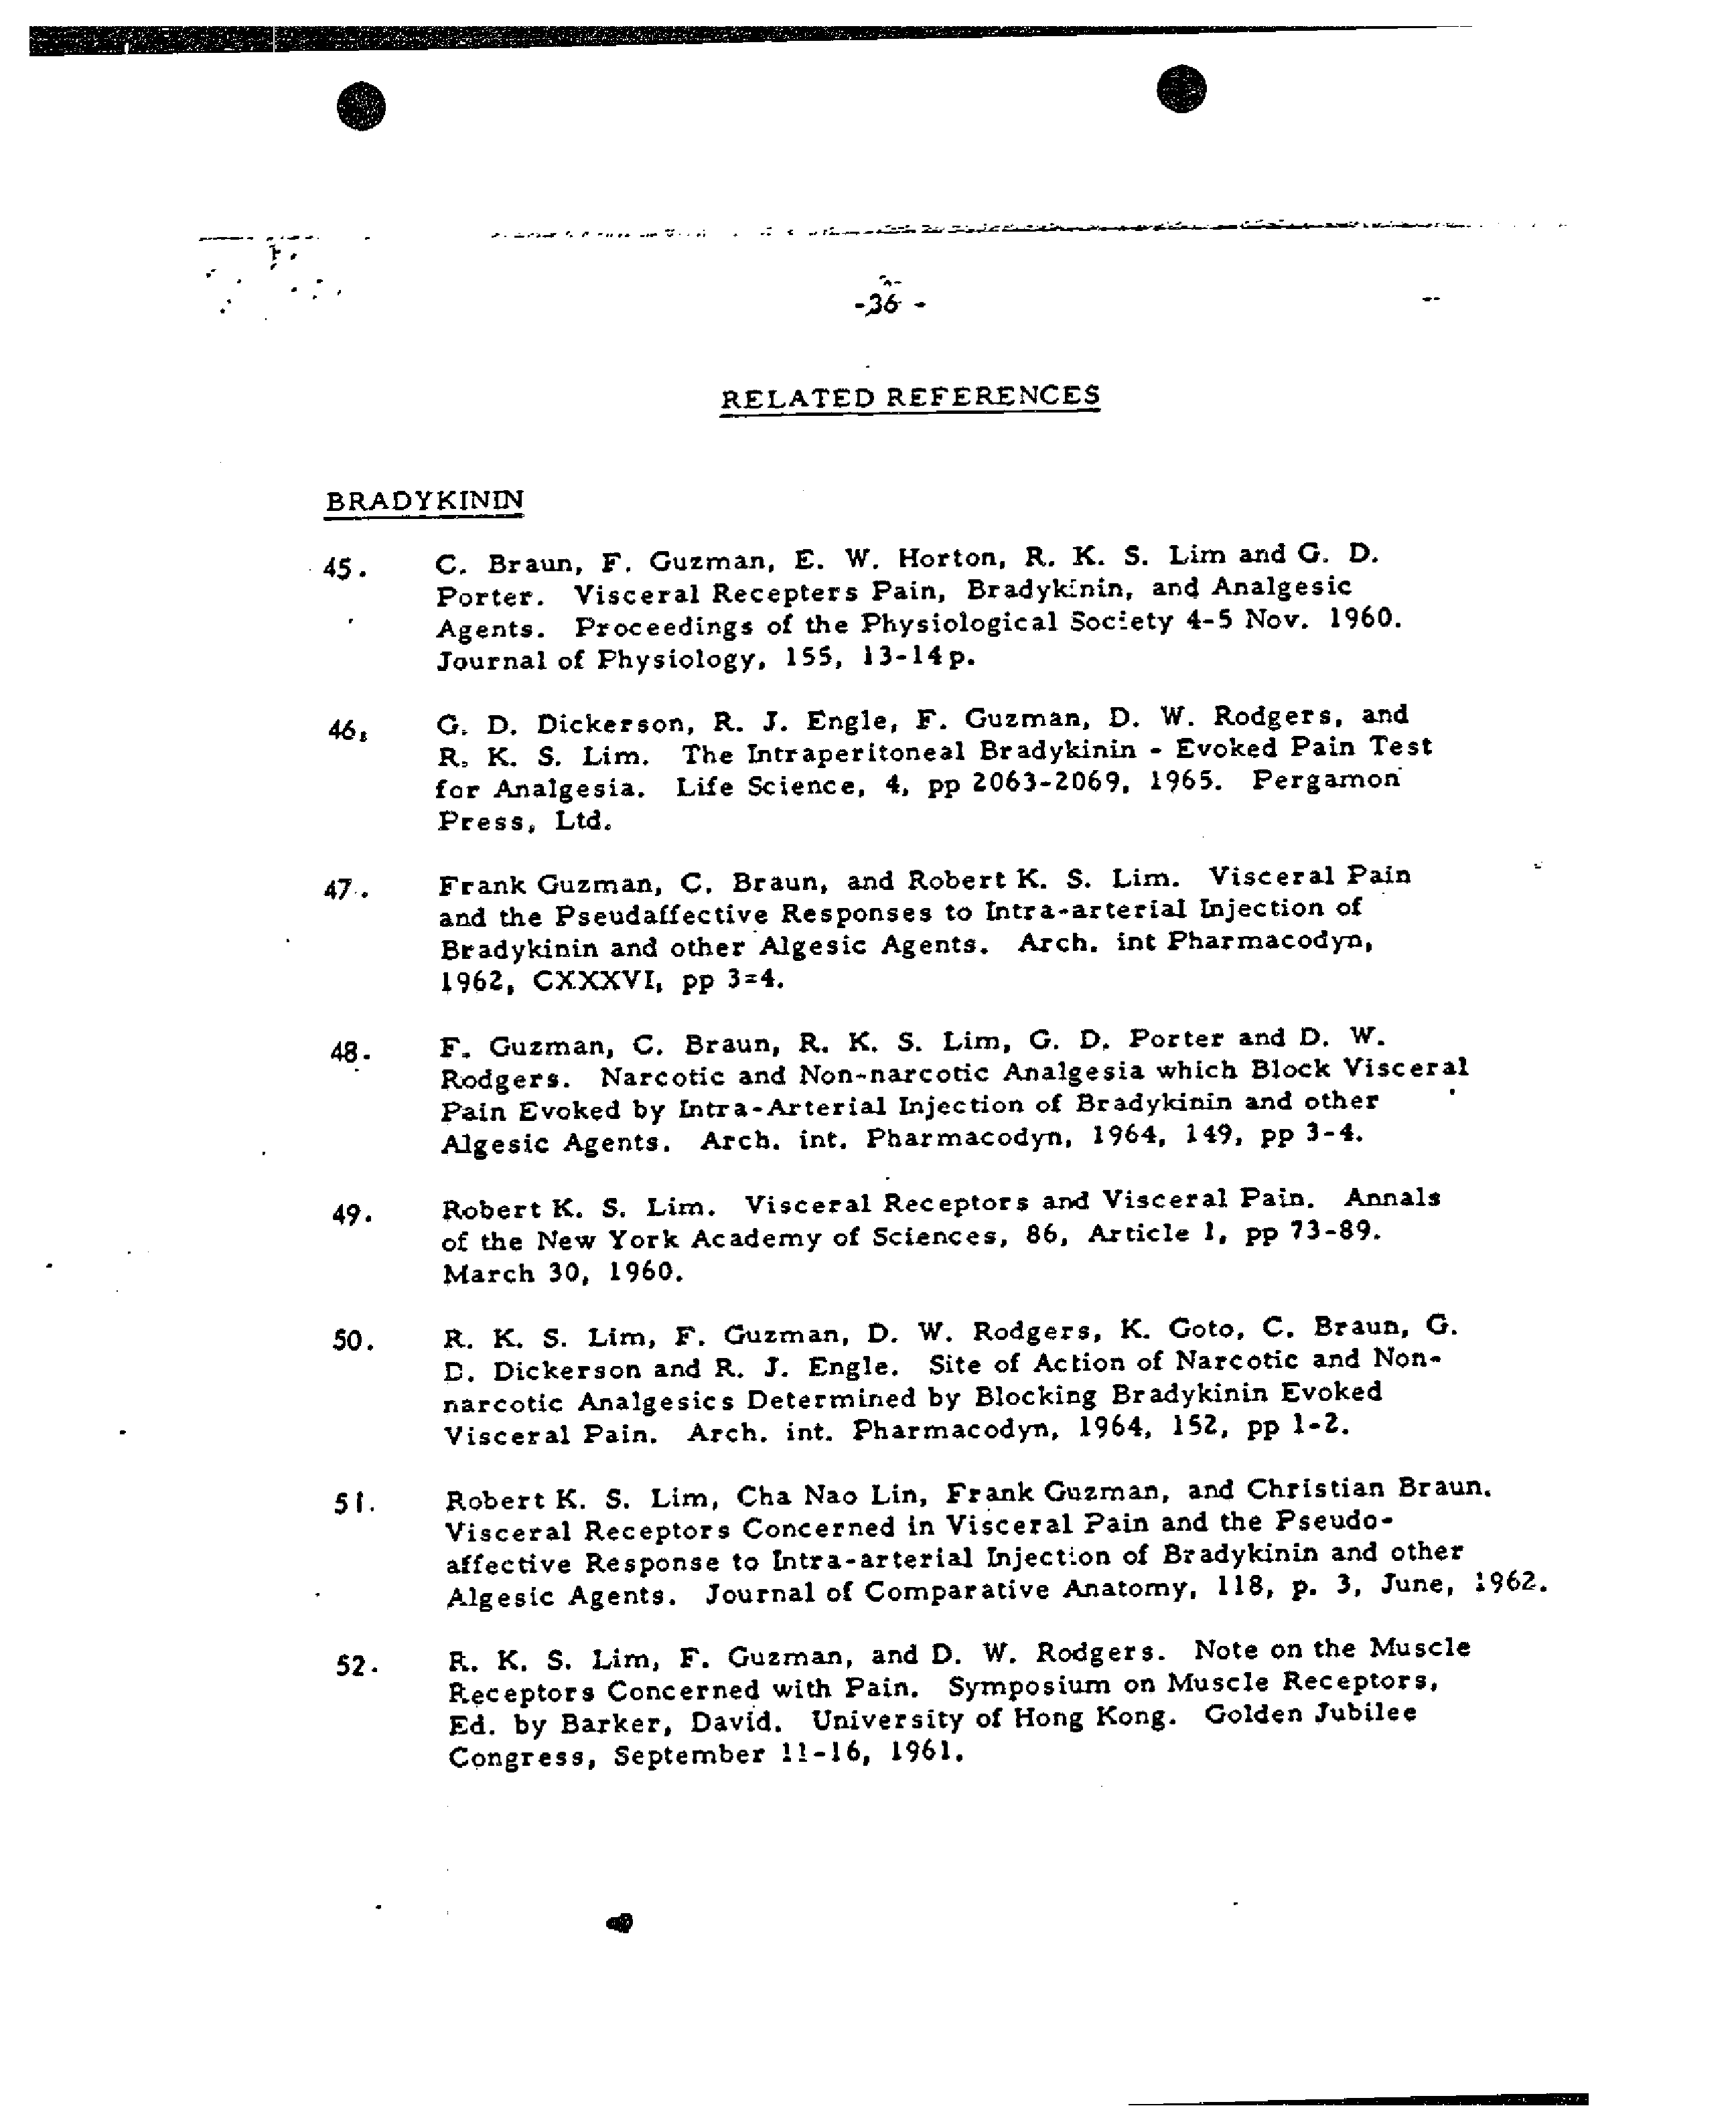 -36 -
RELATED REFERENCES
BRADYKININ
45. C. Braun, F. Guzman, E. W. Horton, R. K. S. Lim and G. D.
Porter. Visceral Recepters Pain, Bradykinin, and Analgesic
Agents. Proceedings of the Physiological Society 4-5 Nov. 1960.
Journal of Physiology, 155, 13-14p.
46. G. D. Dickerson, R. J. Engle, F. Guzman, D. W. Rodgers, and
R. K. S. Lim. The Intraperitoneal Bradykinin - Evoked Pain Test
for Analgesia. Life Science, 4, pp 2063-2069, 1965. Pergamon
Press, Ltd.
47. Frank Guzman, C. Braun, and Robert K. S. Lim. Visceral Pain
and the Pseudaffective Responses to Intra-arterial Injection of
Bradykinin and other Algesic Agents. Arch. int Pharmacodyn,
1962, CXXXVI, pp 3=4.
48. F. Guzman, C. Braun, R. K. S. Lim, G. D. Porter and D. W.
Rodgers. Narcotic and Non-narcotic Analgesia which Block Visceral
Pain Evoked by Intra-Arterial Injection of Bradykinin and other
Algesic Agents. Arch. int. Pharmacodyn, 1964, 149, pp 3-4.
49. Robert K. S. Lim. Visceral Receptors and Visceral Pain. Annals
of the New York Academy of Sciences, 86, Article 1, pp 73-89.
March 30, 1960.
50. R. K. S. Lim, F. Guzman, D. W. Rodgers, K. Goto, C. Braun, G.
D. Dickerson and R. J. Engle. Site of Action of Narcotic and Non-
narcotic Analgesics Determined by Blocking Bradykinin Evoked
Visceral Pain. Arch. int. Pharmacodyn, 1964, 152, pp 1-2.
51. Robert K. S. Lim, Cha Nao Lin, Frank Guzman, and Christian Braun.
Visceral Receptors Concerned in Visceral Pain and the Pseudo-
affective Response to Intra-arterial Injection of Bradykinin and other
Algesic Agents. Journal of Comparative Anatomy, 118, p. 3, June, 1962.
52. R. K. S. Lim, F. Guzman, and D. W. Rodgers. Note on the Muscle
Receptors Concerned with Pain. Symposium on Muscle Receptors,
Ed. by Barker, David. University of Hong Kong. Golden Jubilee
Congress, September 11-16, 1961.